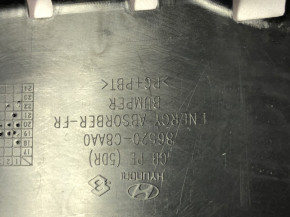 HYUNDAI
GB PE (5DR)
86520-C8AA0
ENERGY ABSORBER-FR
BUMPER
>PC+PBT<